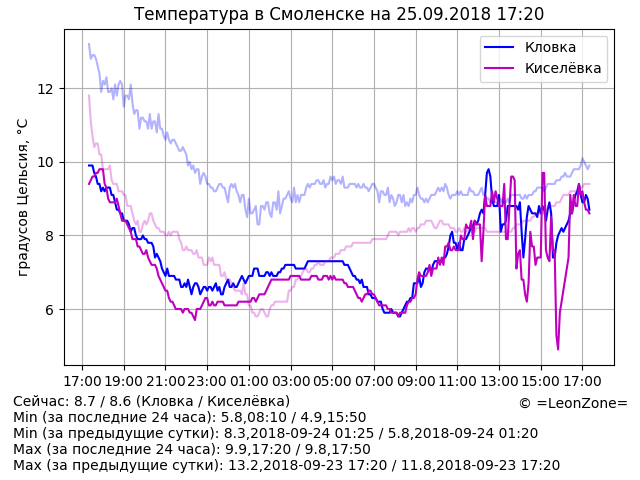 Температура в Смоленске на 25.09.2018 17:20
Кловка
Киселёвка
градусов Цельсия, °C
12
10
8
6
17:00 19:00 21:00 23:00 01:00 03:00 05:00 07:00 09:00 11:00 13:00 15:00 17:00
Сейчас: 8.7 / 8.6 (Кловка / Киселёвка)
© =LeonZone=
Min (за последние 24 часа): 5.8,08:10 / 4.9,15:50
Min (за предыдущие сутки): 8.3,2018-09-24 01:25 / 5.8,2018-09-24 01:20
Max (за последние 24 часа): 9.9,17:20 / 9.8,17:50
Max (за предыдущие сутки): 13.2,2018-09-23 17:20 / 11.8,2018-09-23 17:20